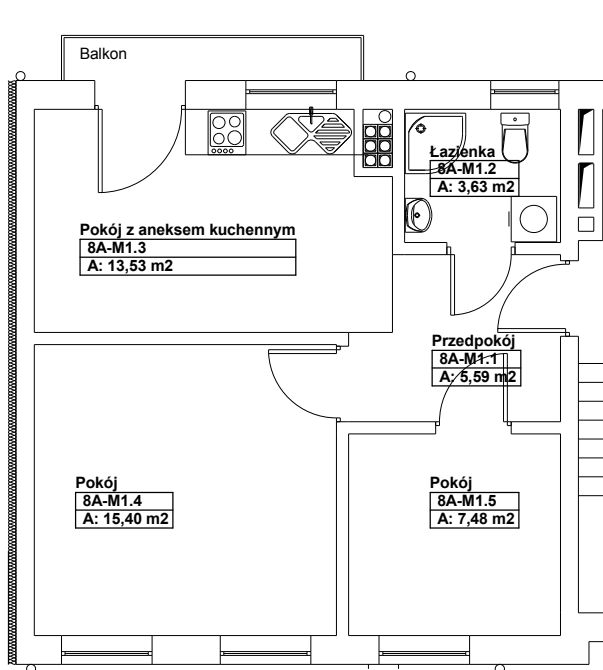 Balkon
Łazienka
8A-M1.2
A: 3,63 m2
Pokój z aneksem kuchennym
8A-M1.3
A: 13,53 m2
Przedpokój
8A-M1.1
A: 5,59 m2
Pokój
8A-M1.4
A: 15,40 m2
Pokój
8A-M1.5
A: 7,48 m2